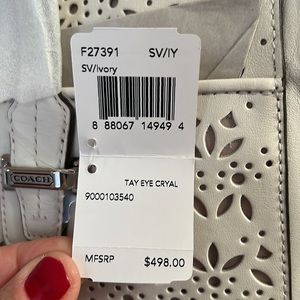 F27391 SV/IY
SV/Ivory
8 88067 14949 4
TAY EYE CRYAL
9000103540
MFSRP $498.00
COACH